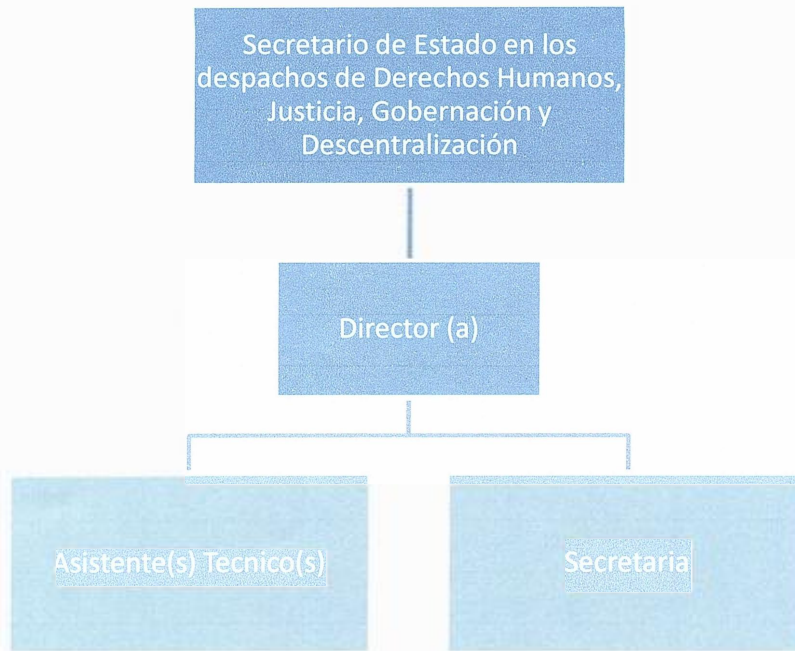 Secretario de Estado en los
despachos de Derechos Humanos,
Justicia, Gobernación y
Descentralización
Director (a)
Asistente(s) Tecnico(s)
Secretaria